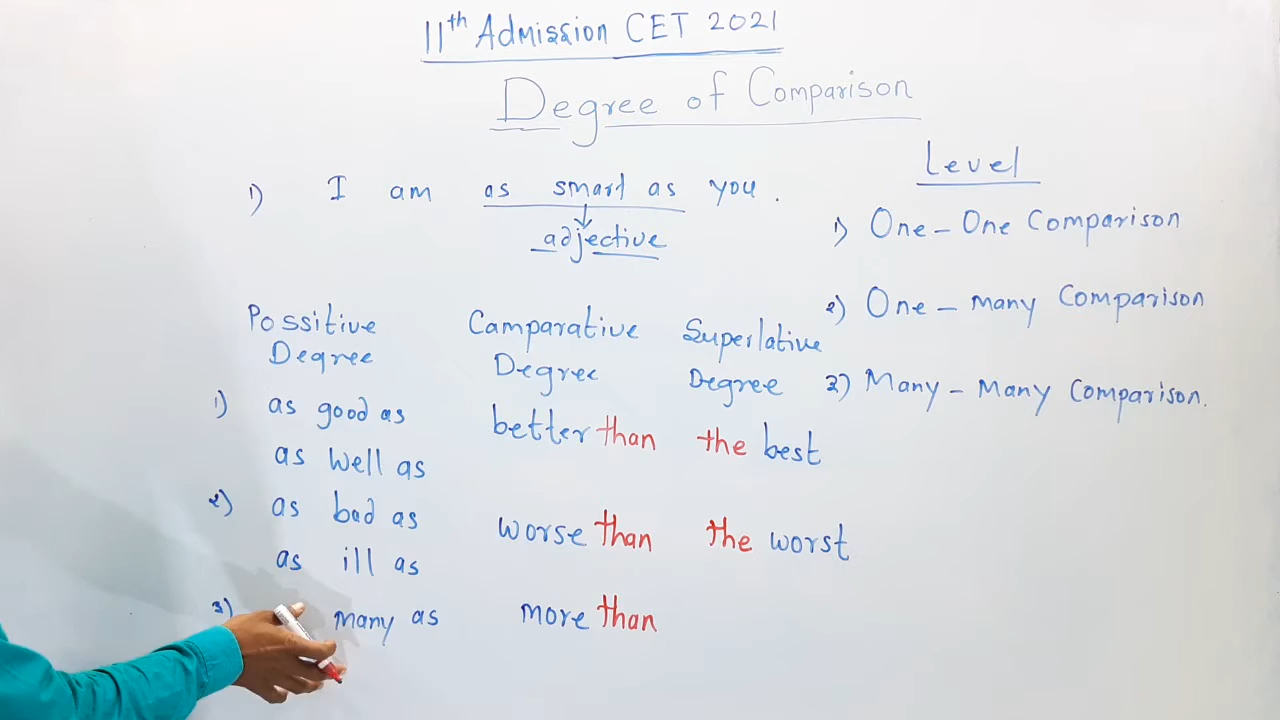 11th Admission CET 2021
Degree of Comparison
1) I am as smart as you.
adjective
Level
1) One - One Comparison
2) One - Many Comparison
3) Many - Many Comparison.
Possitive Degree
Camparative Degree
Superlative Degree
1) as good as better than the best
as well as
2) as bad as worse than the worst
as ill as
3) many as more than